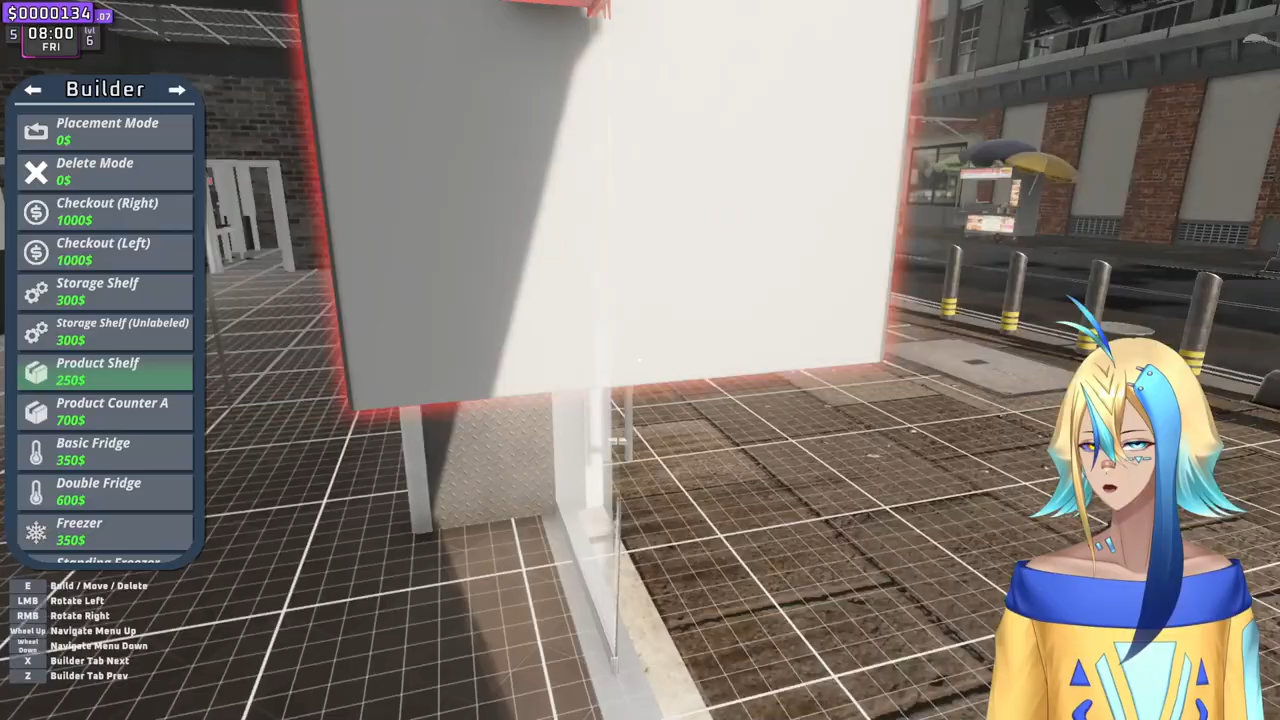 $0000134 .07
5 08:00 lvl
FRI 6
Builder
Placement Mode
0$
Delete Mode
0$
Checkout (Right)
1000$
Checkout (Left)
1000$
Storage Shelf
300$
Storage Shelf (Unlabeled)
300$
Product Shelf
250$
Product Counter A
700$
Basic Fridge
350$
Double Fridge
600$
Freezer
350$
Standing Freezer
E Build / Move / Delete
LMB Rotate Left
RMB Rotate Right
Wheel Up Navigate Menu Up
Wheel Down Navigate Menu Down
X Builder Tab Next
Z Builder Tab Prev